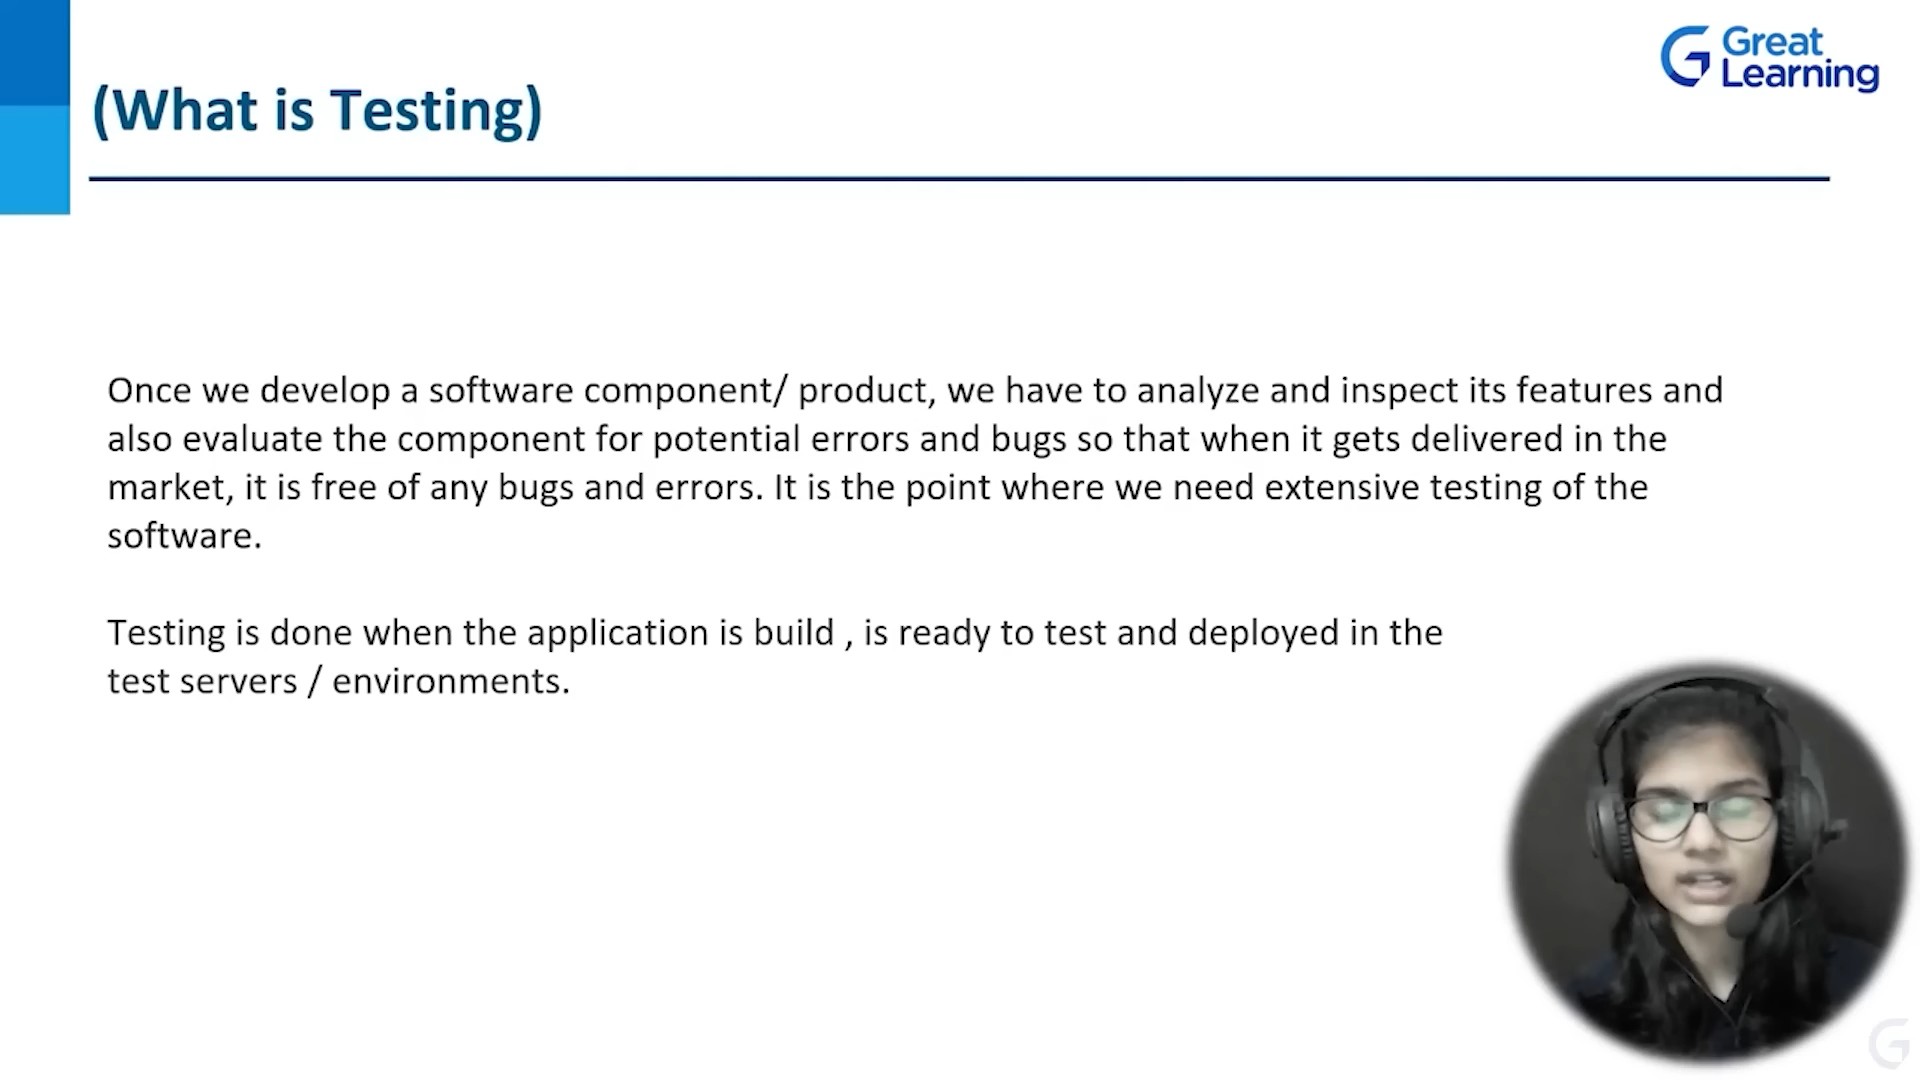 Great
Learning
(What is Testing)
Once we develop a software component/ product, we have to analyze and inspect its features and
also evaluate the component for potential errors and bugs so that when it gets delivered in the
market, it is free of any bugs and errors. It is the point where we need extensive testing of the
software.
Testing is done when the application is build , is ready to test and deployed in the
test servers / environments.